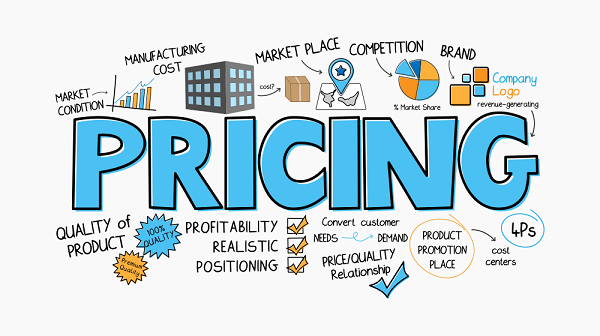 MANUFACTURING
COST
MARKET PLACE
COMPETITION
BRAND
MARKET
CONDITION
cost?
% Market Share
Company
Logo
revenue-generating
PRICING
QUALITY of
PRODUCT
100%
QUALITY
Premium
Quality
PROFITABILITY
REALISTIC
POSITIONING
Convert customer
NEEDS
DEMAND
PRICE/QUALITY
Relationship
PRODUCT
PROMOTION
PLACE
4Ps
cost
centers